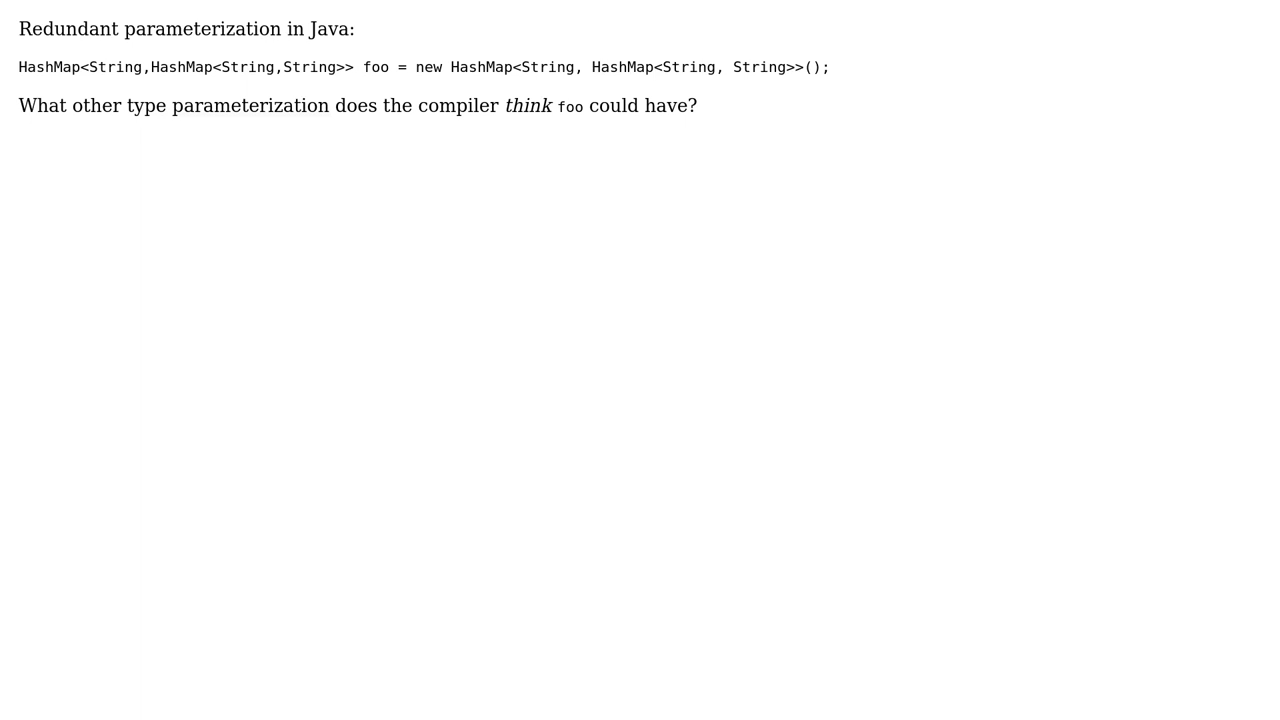 Redundant parameterization in Java:
HashMap<String,HashMap<String,String>> foo = new HashMap<String, HashMap<String, String>>();
What other type parameterization does the compiler think foo could have?